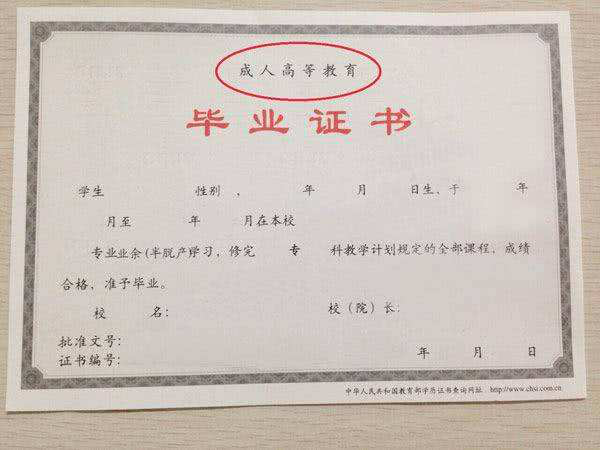 成人高等教育
毕业证书
学生 性别 ， 年 月 日生、于 年
月至 年 月在本校
专业业余(半脱产)学习，修完 专 科教学计划规定的全部课程，成绩
合格，准予毕业。
校 名： 校（院）长：
批准文号：
证书编号： 年 月 日
中华人民共和国教育部学历证书查询网址 http://www.chsi.com.cn